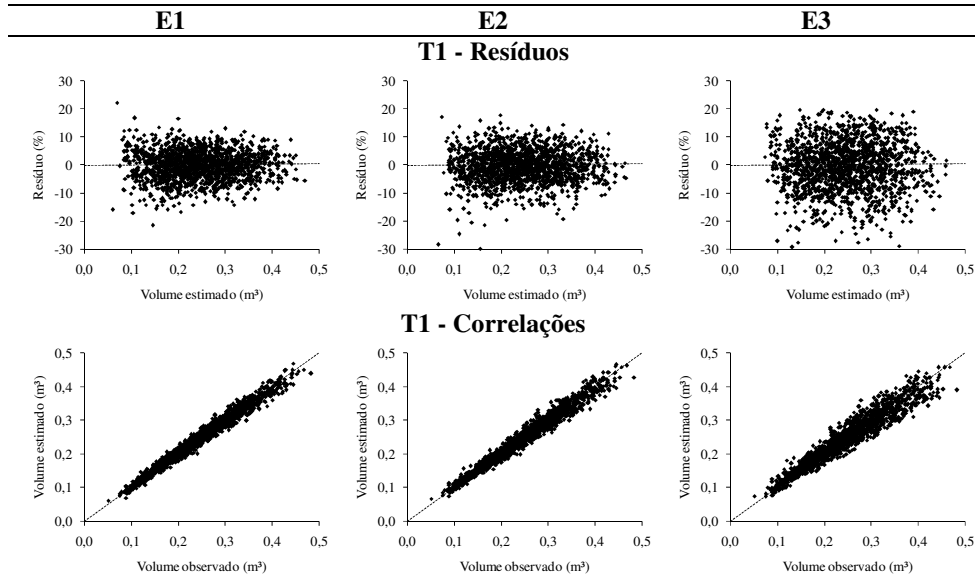 E1 E2 E3
T1 - Resíduos
Resíduo (%)
30
20
10
0
-10
-20
-30
0,0 0,1 0,2 0,3 0,4 0,5
Volume estimado (m³)
Resíduo (%)
30
20
10
0
-10
-20
-30
0,0 0,1 0,2 0,3 0,4 0,5
Volume estimado (m³)
Resíduo (%)
30
20
10
0
-10
-20
-30
0,0 0,1 0,2 0,3 0,4 0,5
Volume estimado (m³)
T1 - Correlações
Volume estimado (m³)
0,5
0,4
0,3
0,2
0,1
0,0
0,0 0,1 0,2 0,3 0,4 0,5
Volume observado (m³)
Volume estimado (m³)
0,5
0,4
0,3
0,2
0,1
0,0
0,0 0,1 0,2 0,3 0,4 0,5
Volume observado (m³)
Volume estimado (m³)
0,5
0,4
0,3
0,2
0,1
0,0
0,0 0,1 0,2 0,3 0,4 0,5
Volume observado (m³)